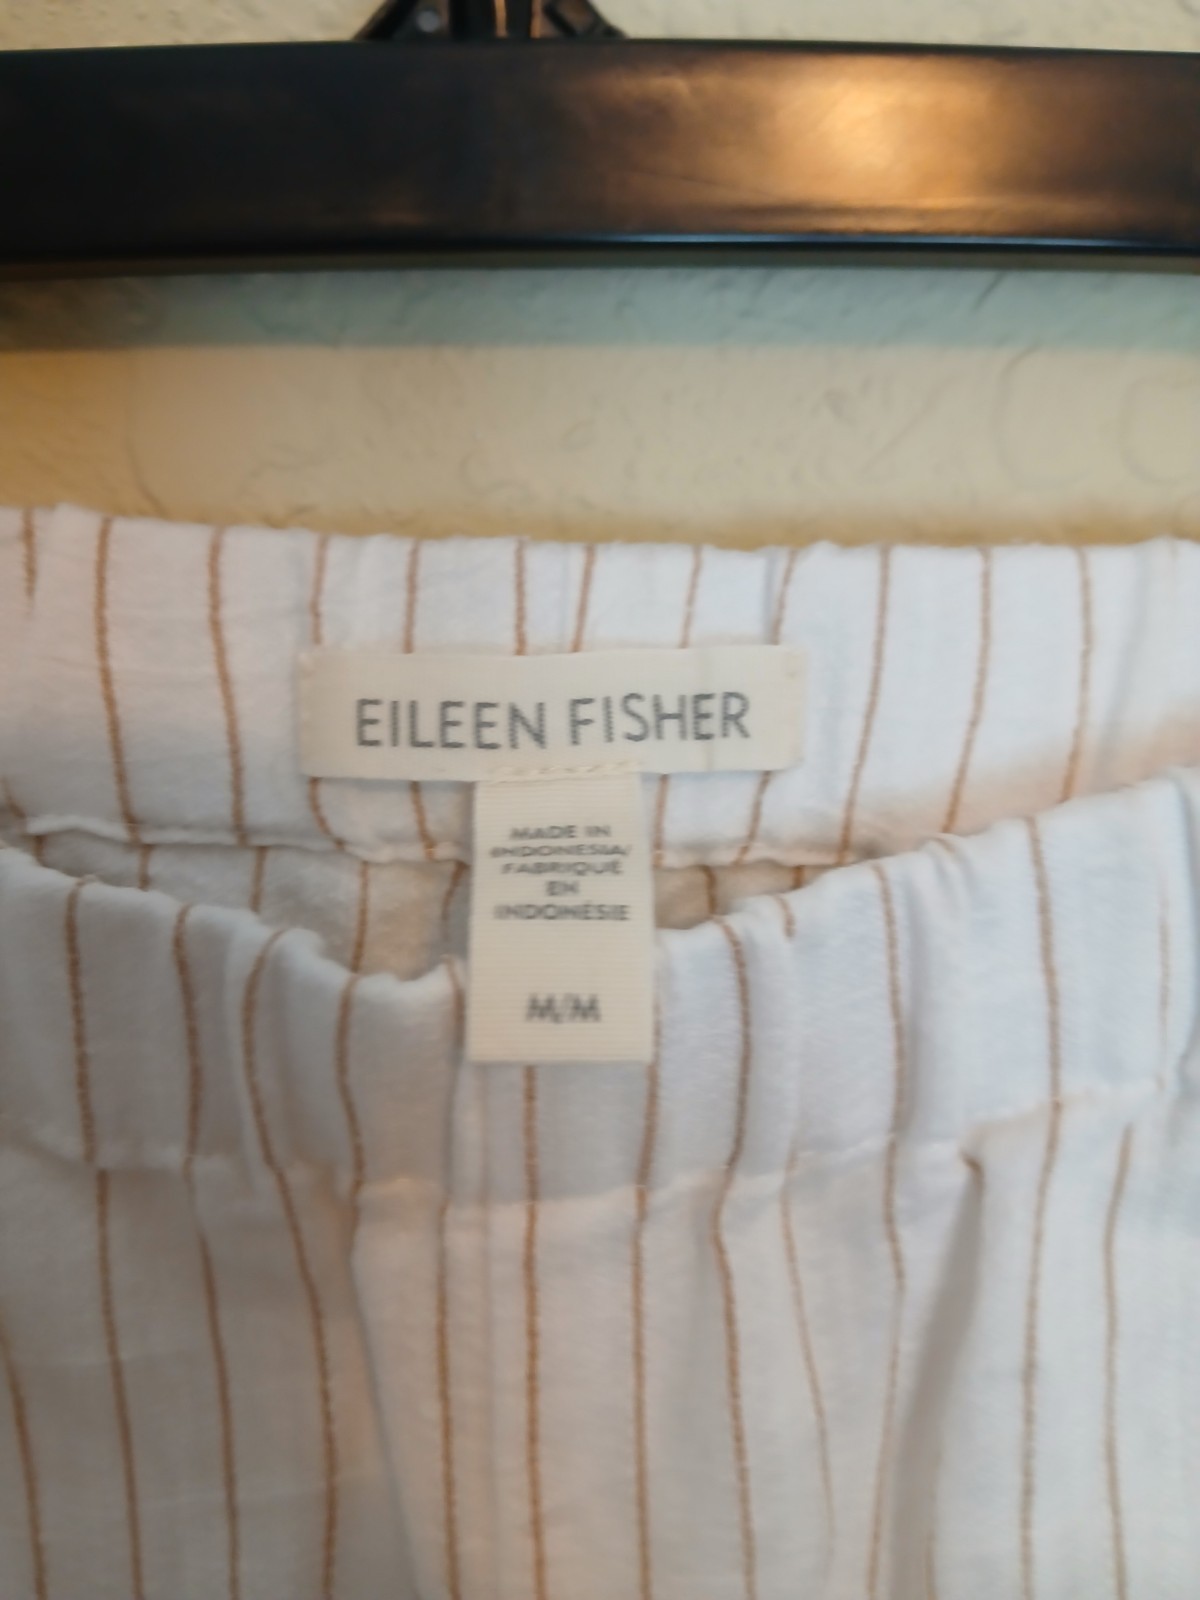 EILEEN FISHER
MADE IN
INDONESIA/
FABRIQUÉ
EN
INDONÉSIE
M/M